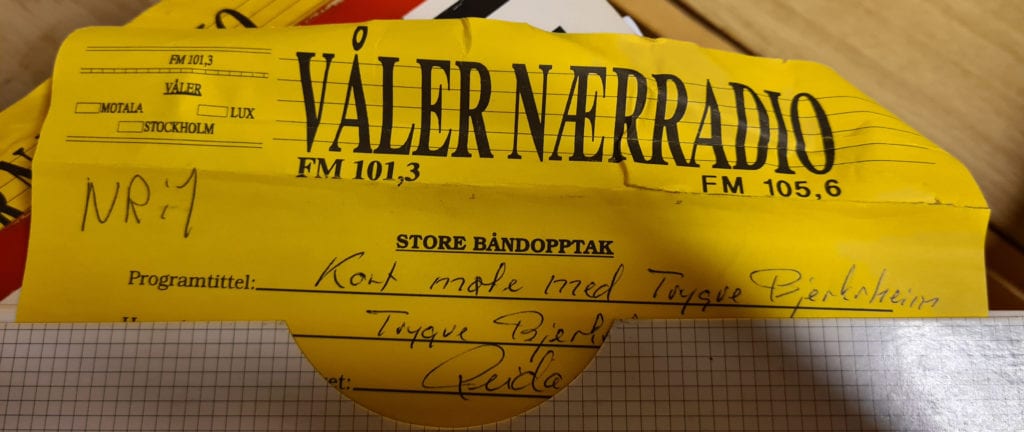 FM 101,3
VÅLER
MOTALA LUX
STOCKHOLM
VÅLER NÆRRADIO
FM 101,3 FM 105,6
NR:1
STORE BÅNDOPPTAK
Programtittel: Kort møte med Trygve Bjerkrheim
Trygve
et: